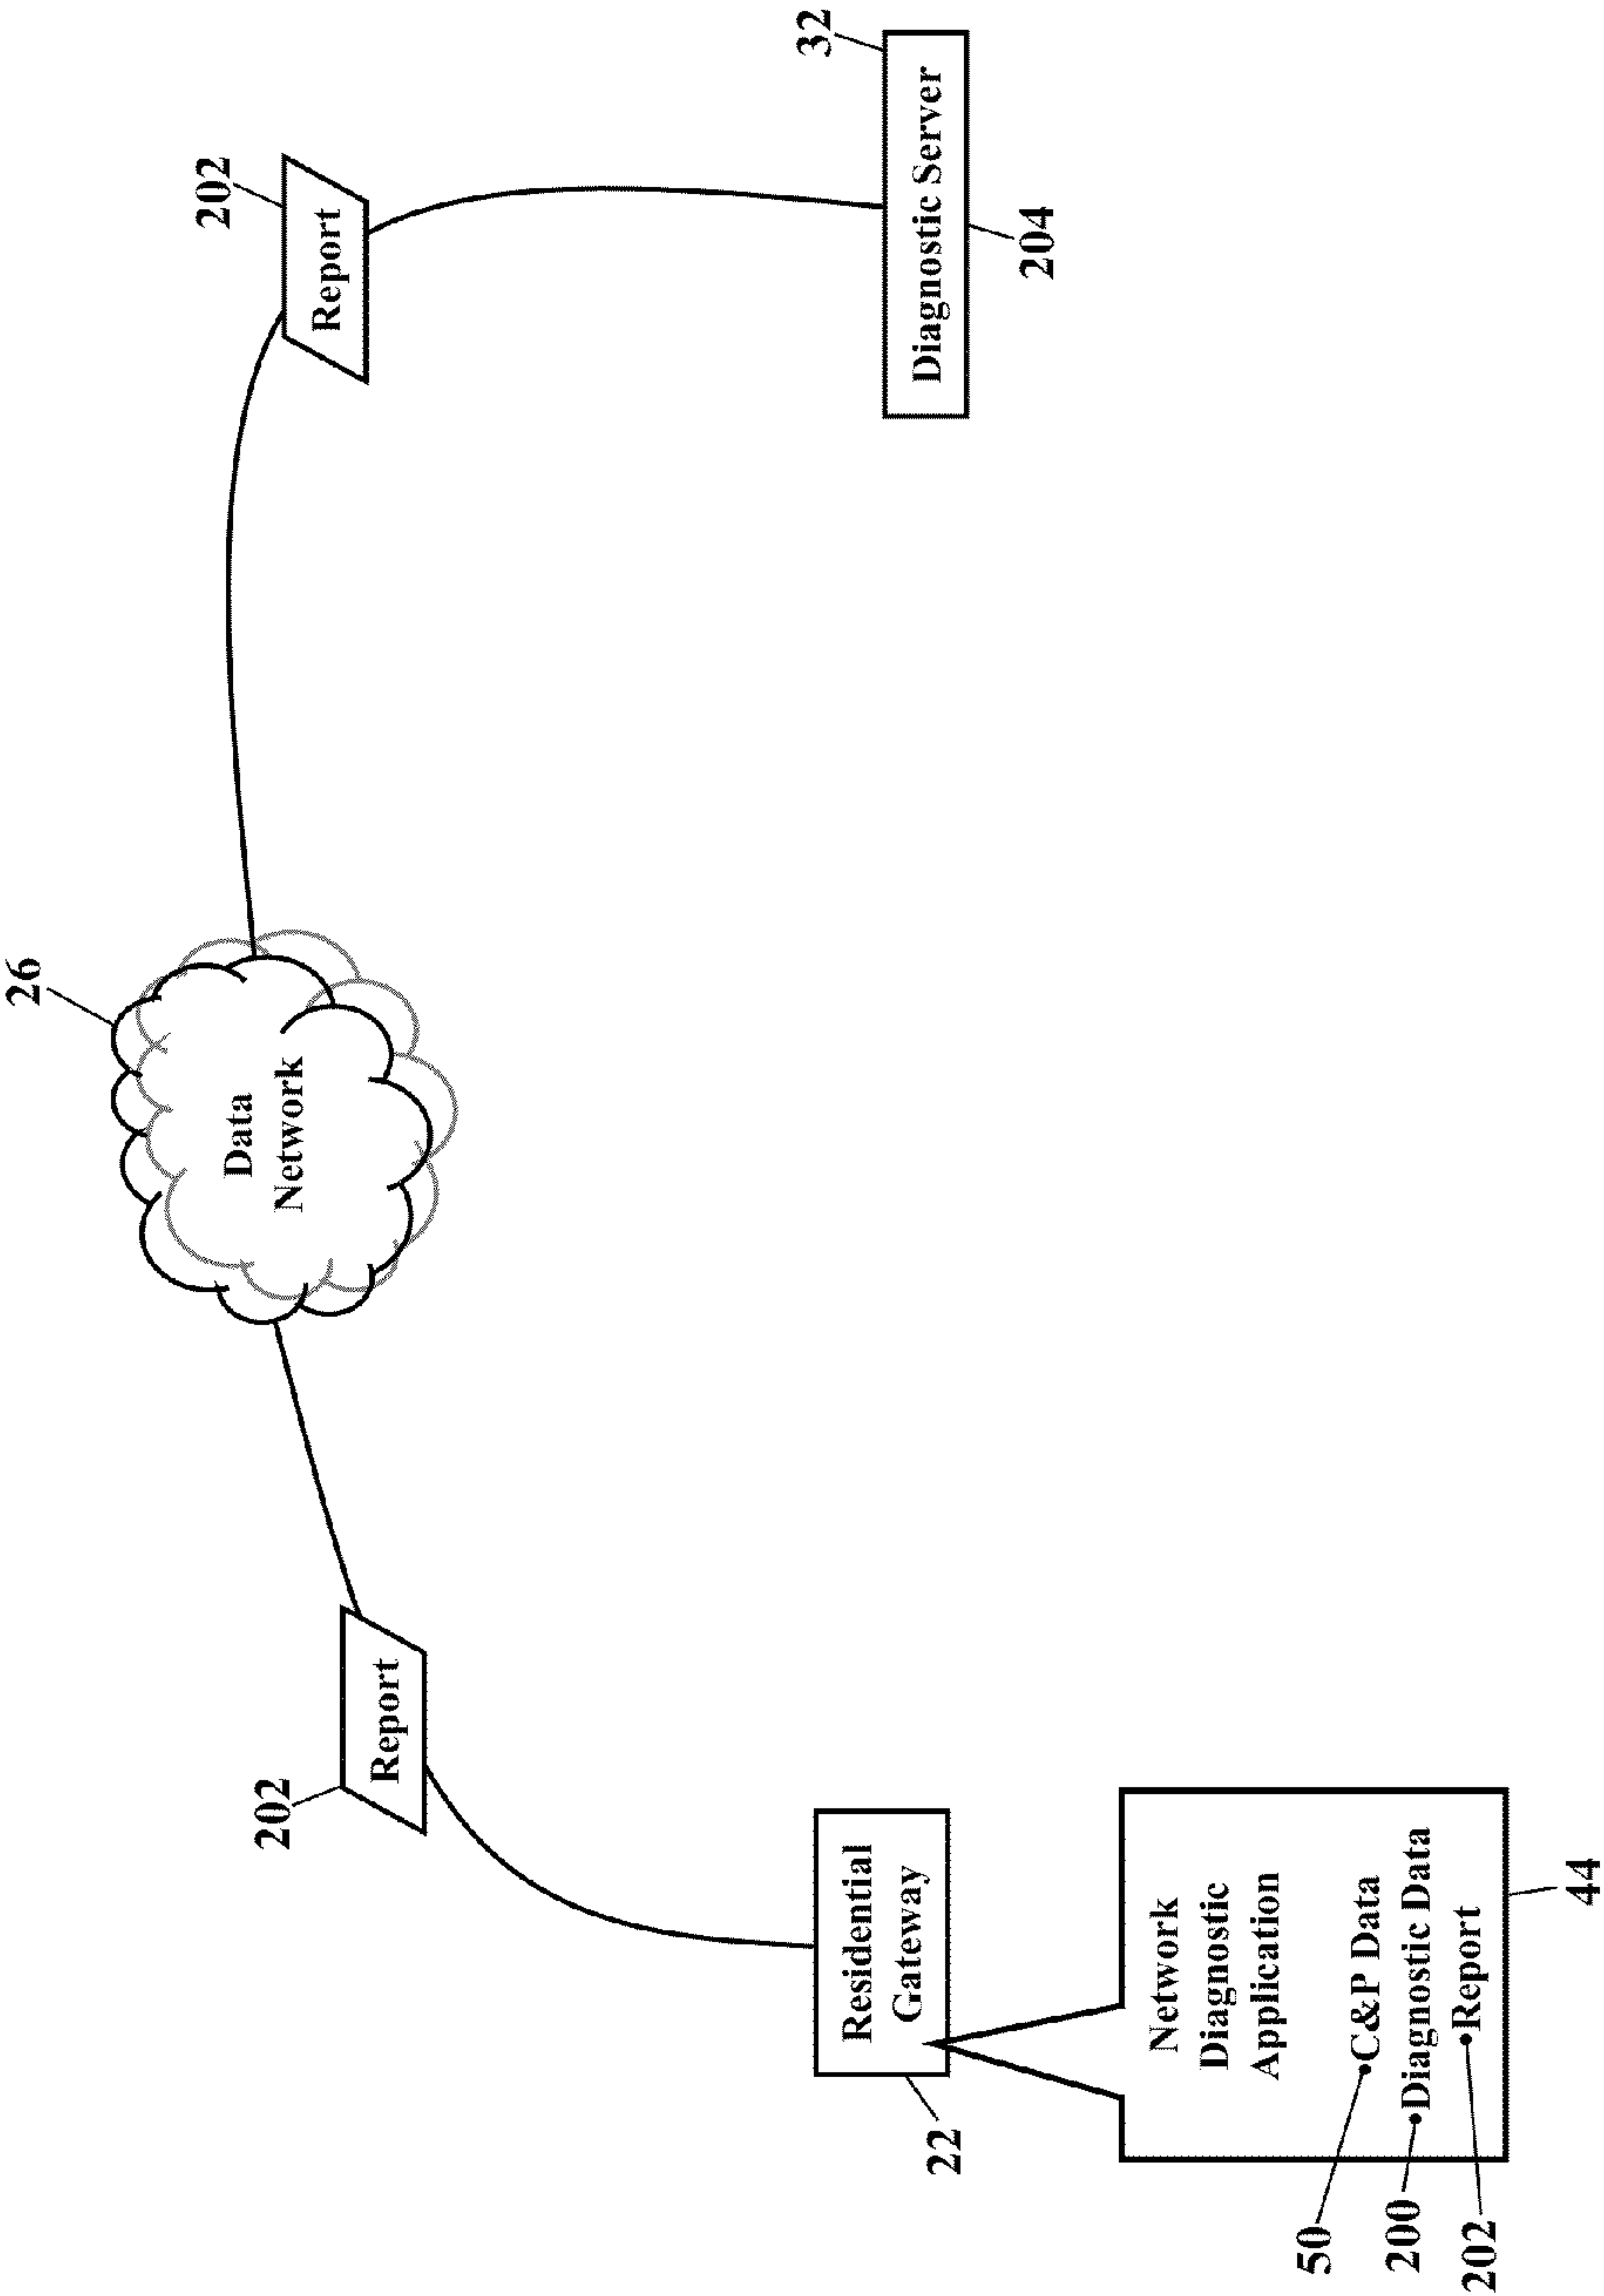 26
202
Report
Data
Network
202
Report
32
Diagnostic Server
204
Residential
Gateway
22
Network
Diagnostic
Application
50
•C&P Data
200
•Diagnostic Data
202
•Report
44